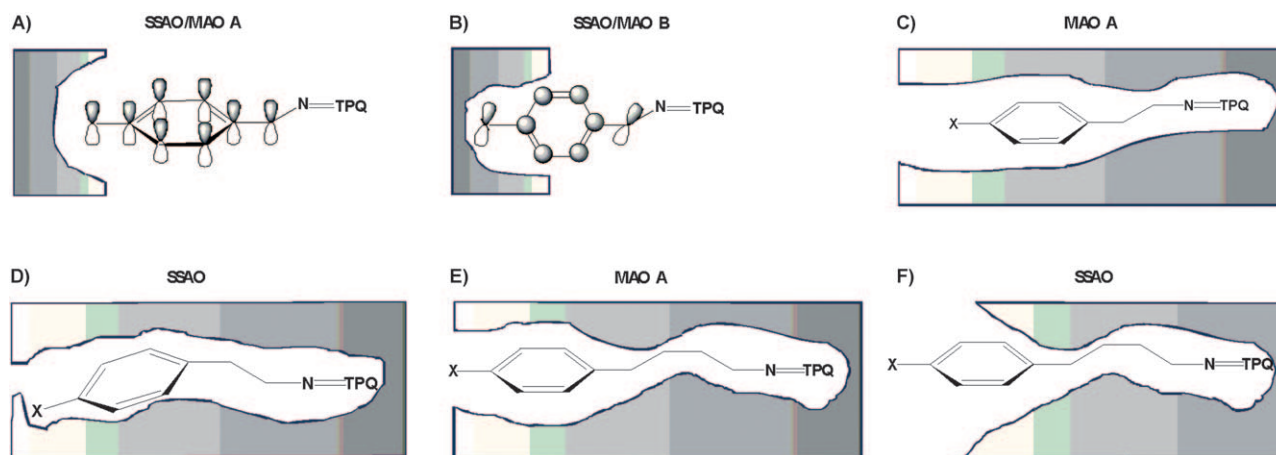 A) SSAO/MAO A
N=TPQ
B) SSAO/MAO B
N=TPQ
C) MAO A
X N=TPQ
D) SSAO
X N=TPQ
E) MAO A
X N=TPQ
F) SSAO
X N=TPQ